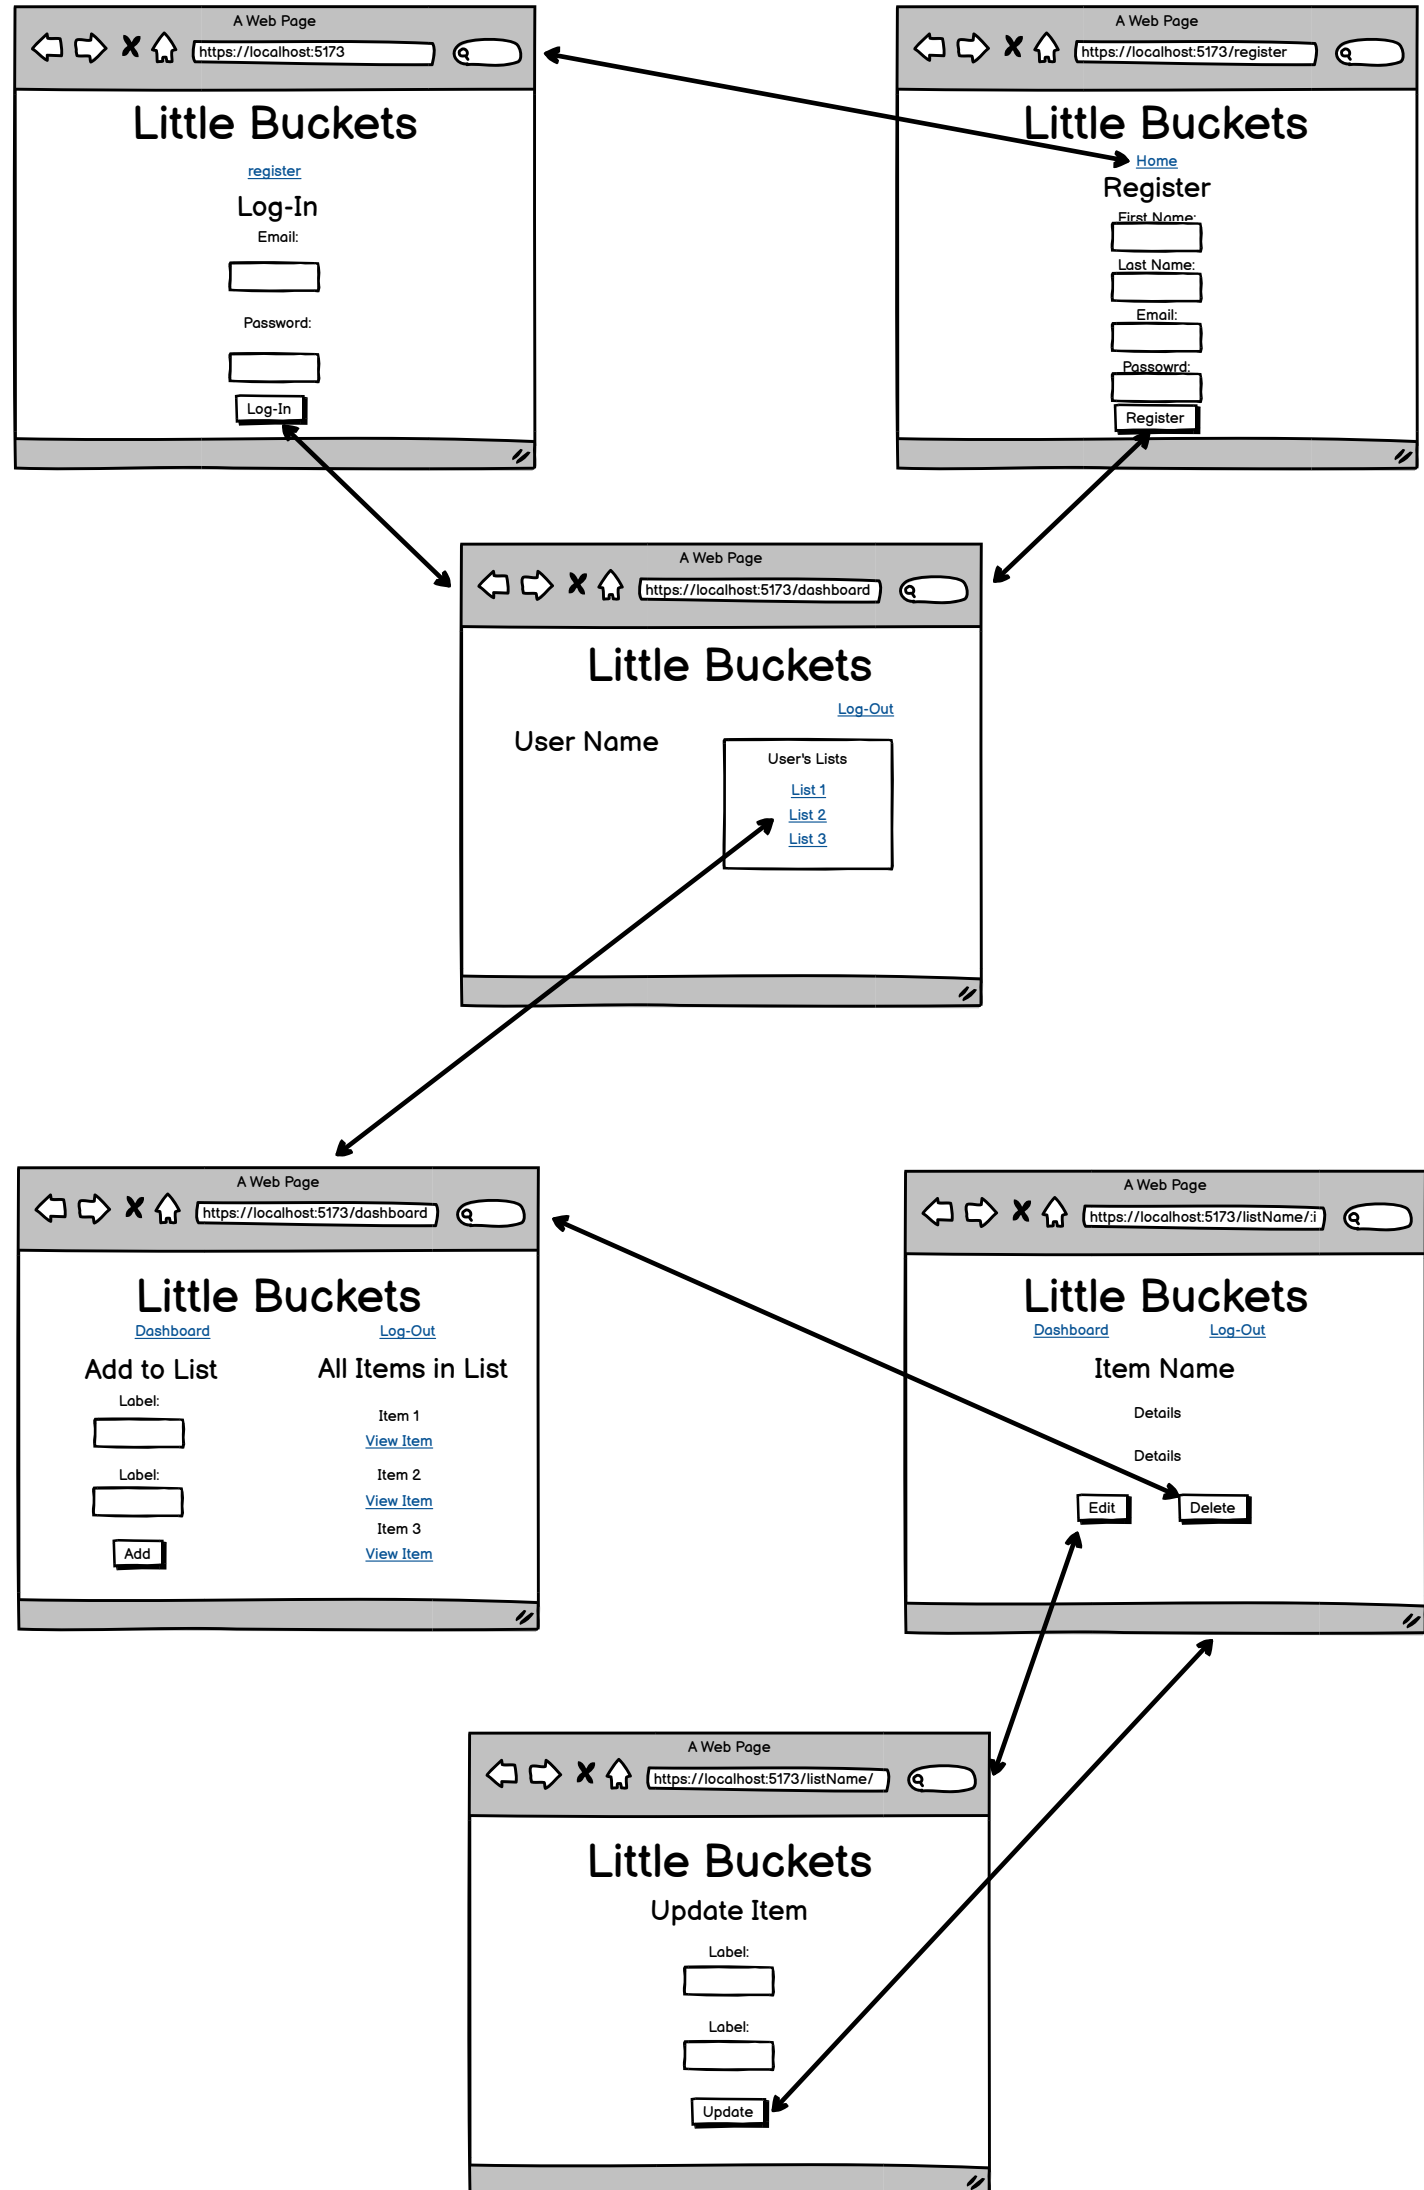 A Web Page
https://localhost:5173
Little Buckets
register
Log-In
Email:
Password:
Log-In
A Web Page
https://localhost:5173/register
Little Buckets
Home
Register
First Name:
Last Name:
Email:
Passowrd:
Register
A Web Page
https://localhost:5173/dashboard
Little Buckets
Log-Out
User Name
User's Lists
List 1
List 2
List 3
A Web Page
https://localhost:5173/dashboard
Little Buckets
Dashboard Log-Out
Add to List
Label:
Label:
Add
All Items in List
Item 1
View Item
Item 2
View Item
Item 3
View Item
A Web Page
https://localhost:5173/listName/:i
Little Buckets
Dashboard Log-Out
Item Name
Details
Details
Edit Delete
A Web Page
https://localhost:5173/listName/
Little Buckets
Update Item
Label:
Label:
Update